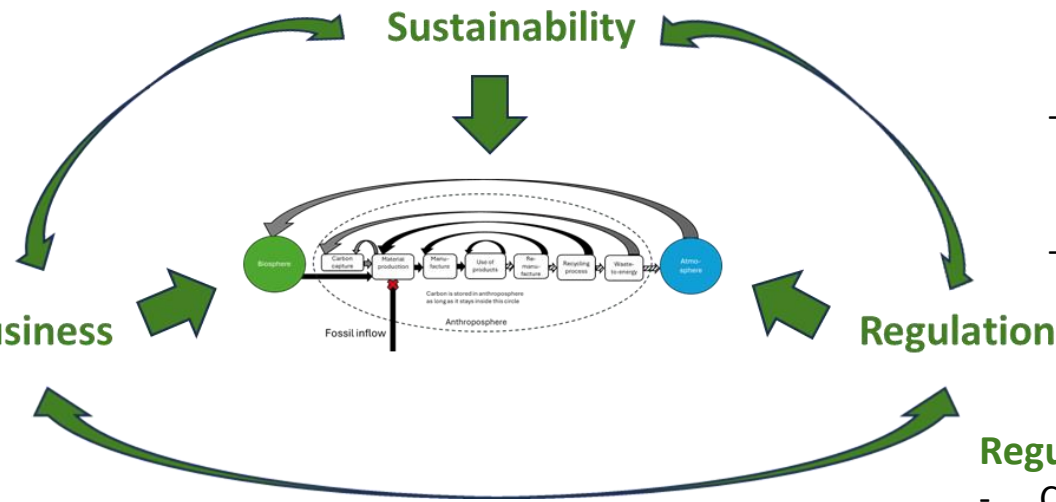 Sustainability
Biosphere
Carbon
capture
Material
production
Manu-
facture
Use of
products
Re-
manu-
facture
Recycling
process
Waste-
to-energy
Atmo-
sphere
Carbon is stored in anthroposphere
as long as it stays inside this circle
Anthroposphere
Fossil inflow
siness
Regulation
Regu
-
-
-